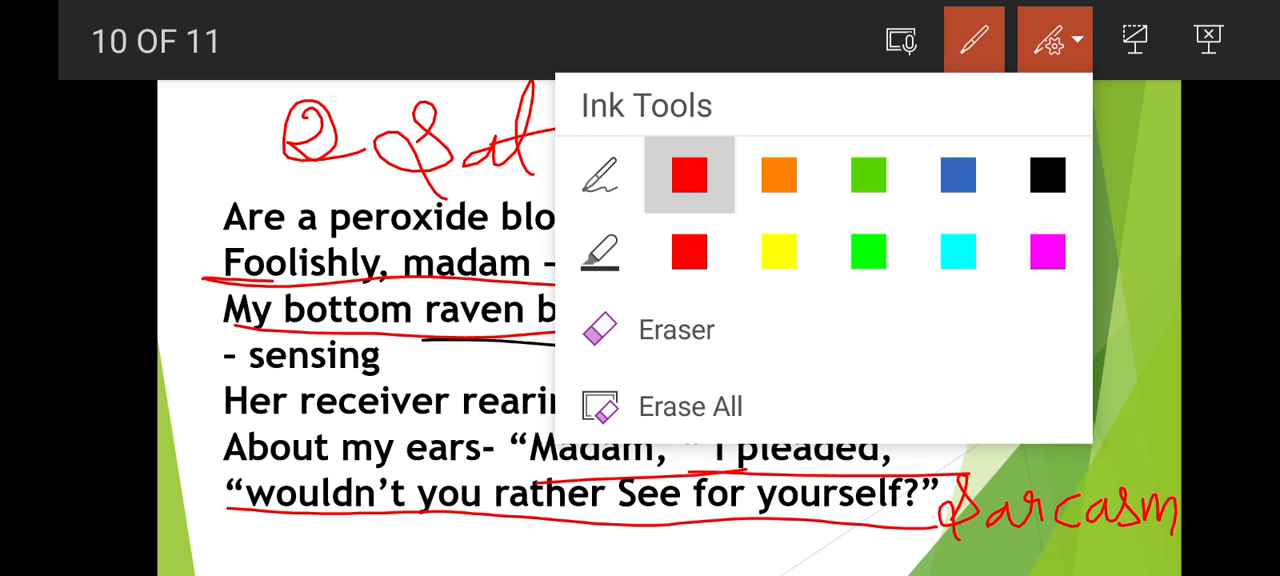 10 OF 11
Ink Tools
Are a peroxide blo
Foolishly, madam –
My bottom raven b
Eraser
– sensing
Her receiver rearin
Erase All
About my ears- “Madam, “ I pleaded,
“wouldn’t you rather See for yourself?”
Sarcasm